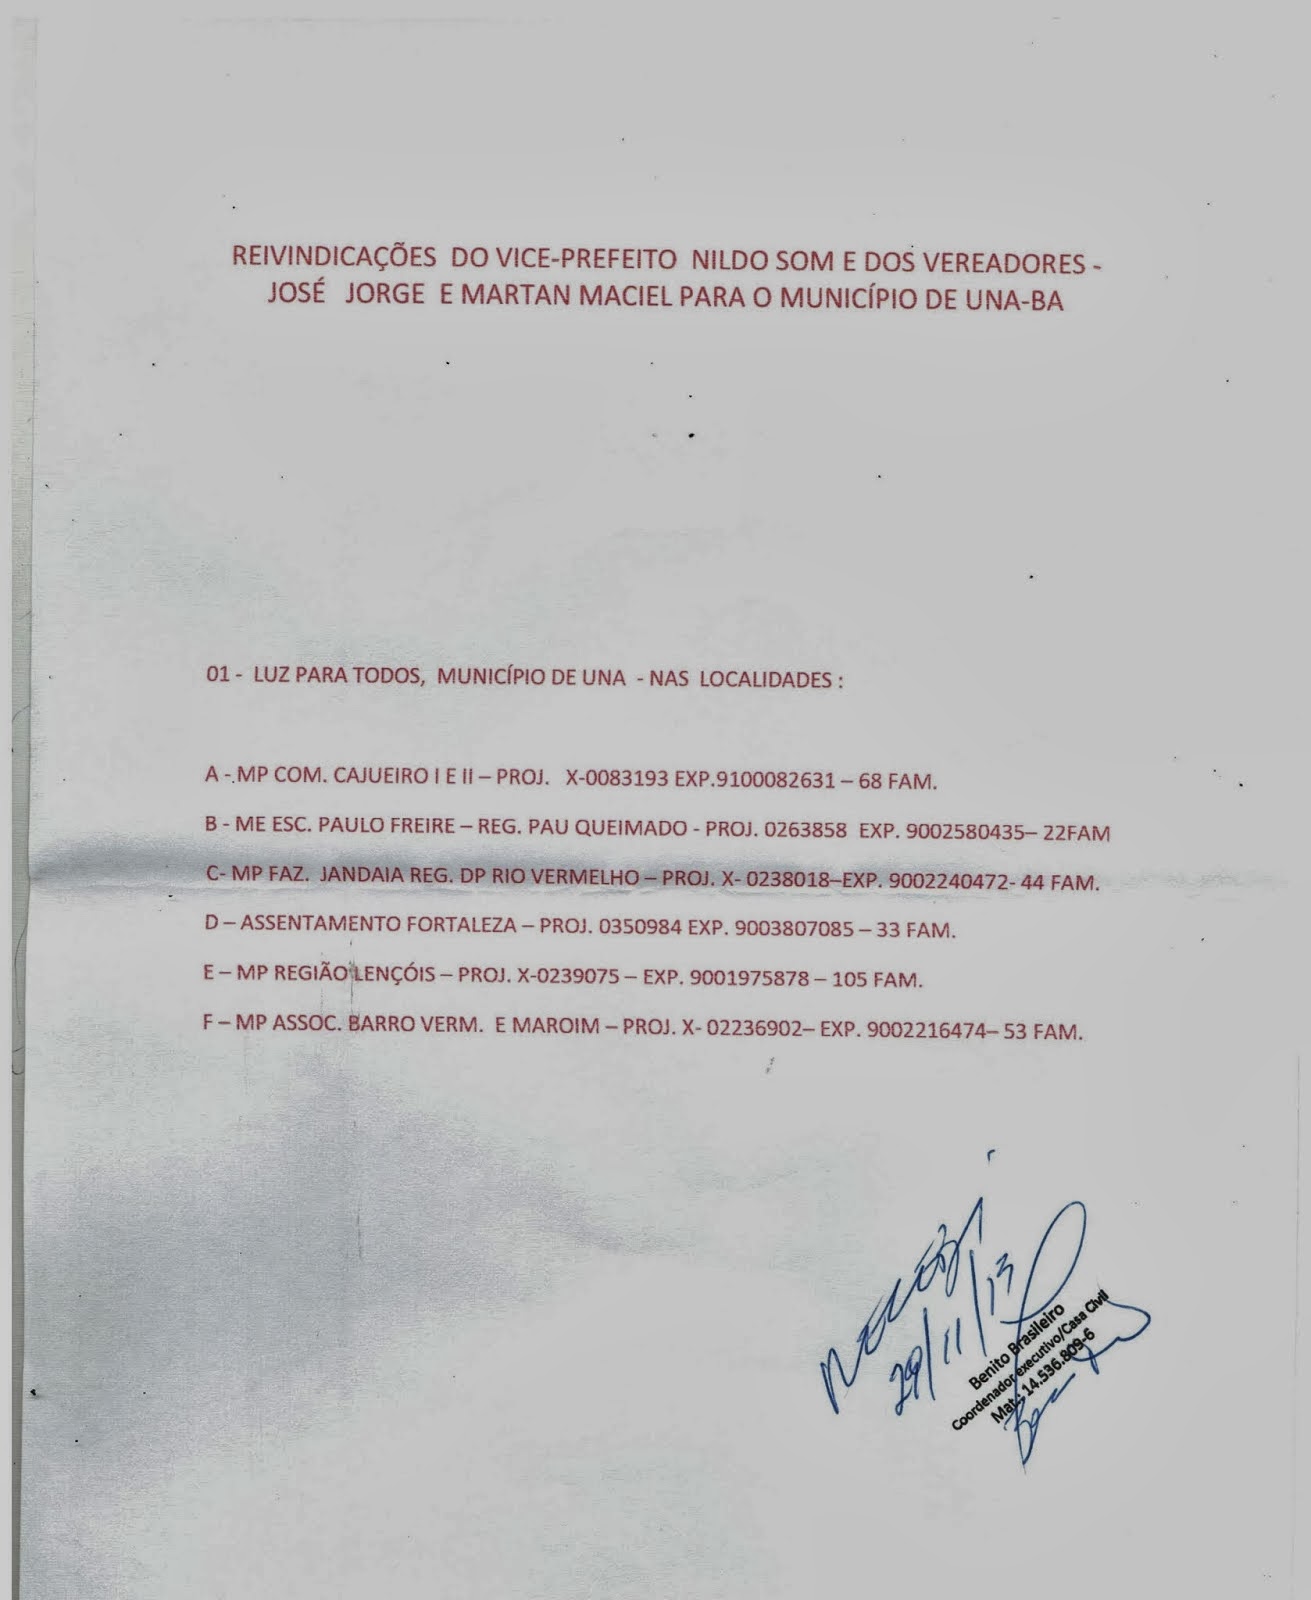 REIVINDICAÇÕES DO VICE-PREFEITO NILDO SOM E DOS VEREADORES -
JOSÉ JORGE E MARTAN MACIEL PARA O MUNICÍPIO DE UNA-BA
01 - LUZ PARA TODOS, MUNICÍPIO DE UNA - NAS LOCALIDADES :
A - MP COM. CAJUEIRO I E II – PROJ. X-0083193 EXP.9100082631 – 68 FAM.
B - ME ESC. PAULO FREIRE – REG. PAU QUEIMADO - PROJ. 0263858 EXP. 9002580435– 22FAM
C- MP FAZ. JANDAIA REG. DP RIO VERMELHO – PROJ. X- 0238018–EXP. 9002240472- 44 FAM.
D – ASSENTAMENTO FORTALEZA – PROJ. 0350984 EXP. 9003807085 – 33 FAM.
E – MP REGIÃO LENÇÓIS – PROJ. X-0239075 – EXP. 9001975878 – 105 FAM.
F – MP ASSOC. BARRO VERM. E MAROIM – PROJ. X- 02236902– EXP. 9002216474– 53 FAM.
29/11/13
Benito Brasileiro
Coordenador executivo/Casa Civil
Mat.: 14.536.809-6